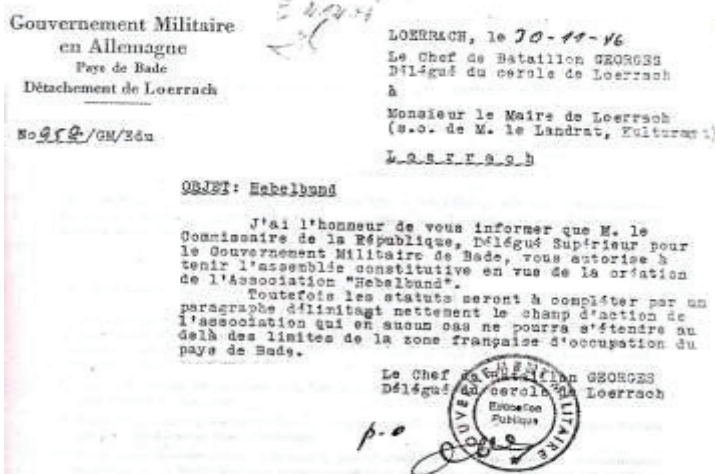 Gouvernement Militaire
en Allemagne
Pays de Bade
Détachement de Loerrach
No 959/GM/Edu
LOERRACH, le 30-11-46
Le Chef de Bataillon GEORGES
Délégué du cercle de Loerrach
à
Monsieur le Maire de Loerrach
(s.c. de M. le Landrat, Kulturamt)
Loerrach
OBJET: Hebelbund
J'ai l'honneur de vous informer que M. le
Commissaire de la République, Délégué Supérieur pour
le Gouvernement Militaire de Bade, vous autorise à
tenir l'assemblée constitutive en vue de la création
de l'Association "Hebelbund".
Toutefois les statuts seront à compléter par un
paragraphe délimitant nettement le champ d'action de
l'association qui en aucun cas ne pourra s'étendre au
delà des limites de la zone française d'occupation du
pays de Bade.
Le Chef de Bataillon GEORGES
Délégué du cercle de Loerrach
p.o
GOUVERNEMENT MILITAIRE
Education
Publique